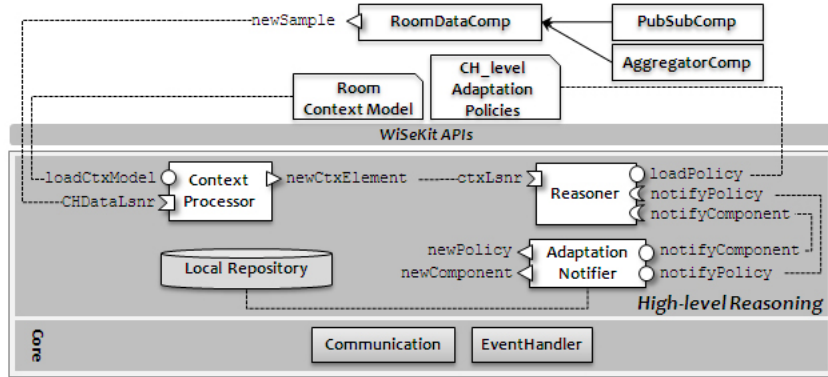 newSample
RoomDataComp
PubSubComp
AggregatorComp
Room
Context Model
CH_level
Adaptation
Policies
WiSeKit APIs
loadCtxModel
CHDataLsnr
Context
Processor
newCtxElement
ctxLsnr
Reasoner
loadPolicy
notifyPolicy
notifyComponent
Local Repository
newPolicy
newComponent
Adaptation
Notifier
notifyComponent
notifyPolicy
High-level Reasoning
Core
Communication
EventHandler